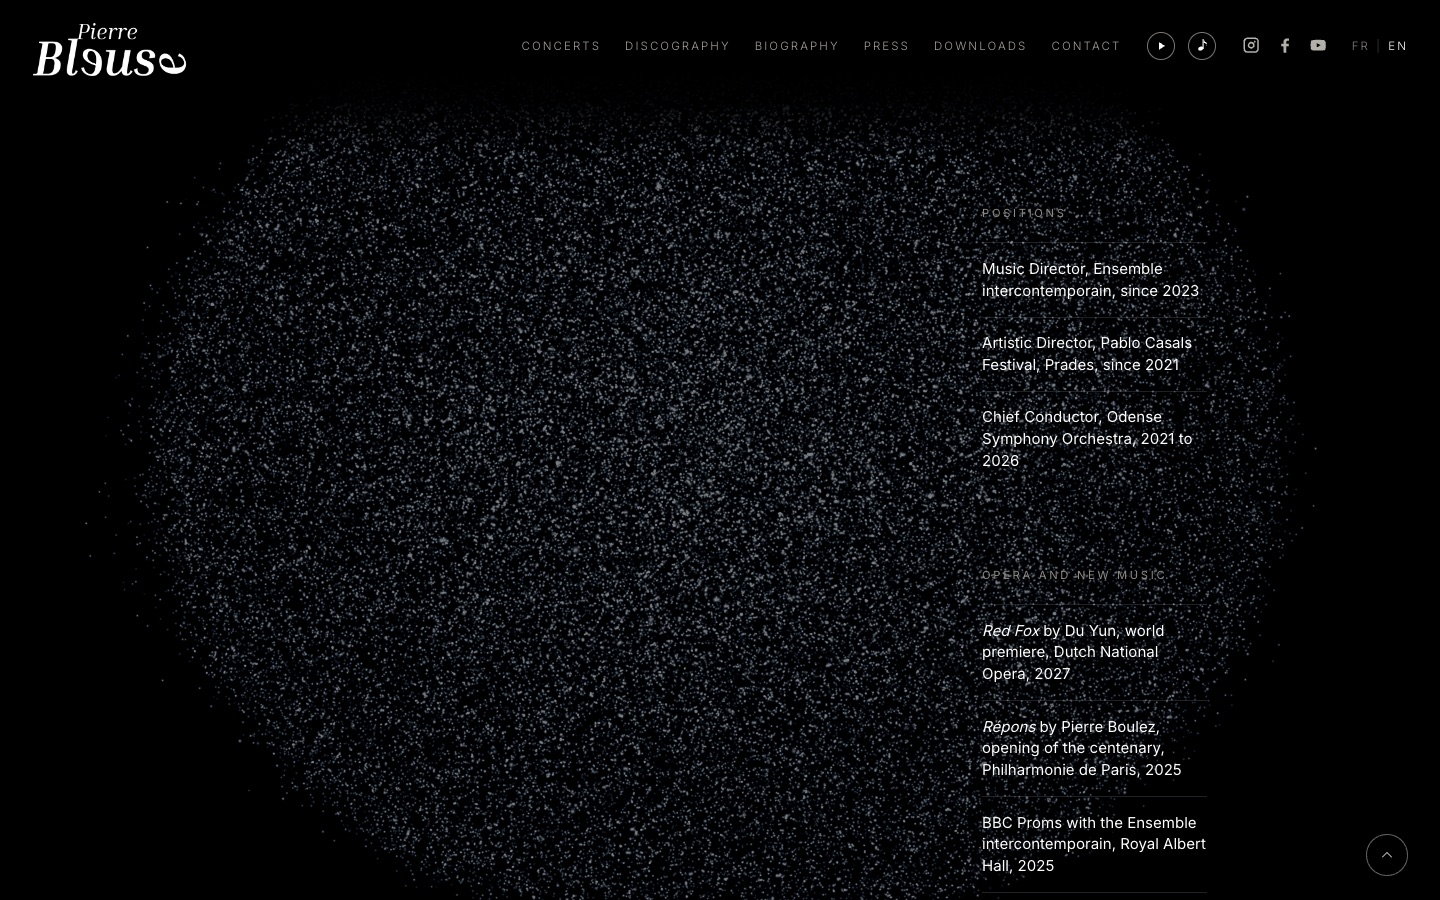 Pierre
Bleuse
CONCERTS DISCOGRAPHY BIOGRAPHY PRESS DOWNLOADS CONTACT FR | EN
POSITIONS
Music Director, Ensemble
intercontemporain, since 2023
Artistic Director, Pablo Casals
Festival, Prades, since 2021
Chief Conductor, Odense
Symphony Orchestra, 2021 to
2026
OPERA AND NEW MUSIC
Red Fox by Du Yun, world
premiere, Dutch National
Opera, 2027
Répons by Pierre Boulez,
opening of the centenary,
Philharmonie de Paris, 2025
BBC Proms with the Ensemble
intercontemporain, Royal Albert
Hall, 2025